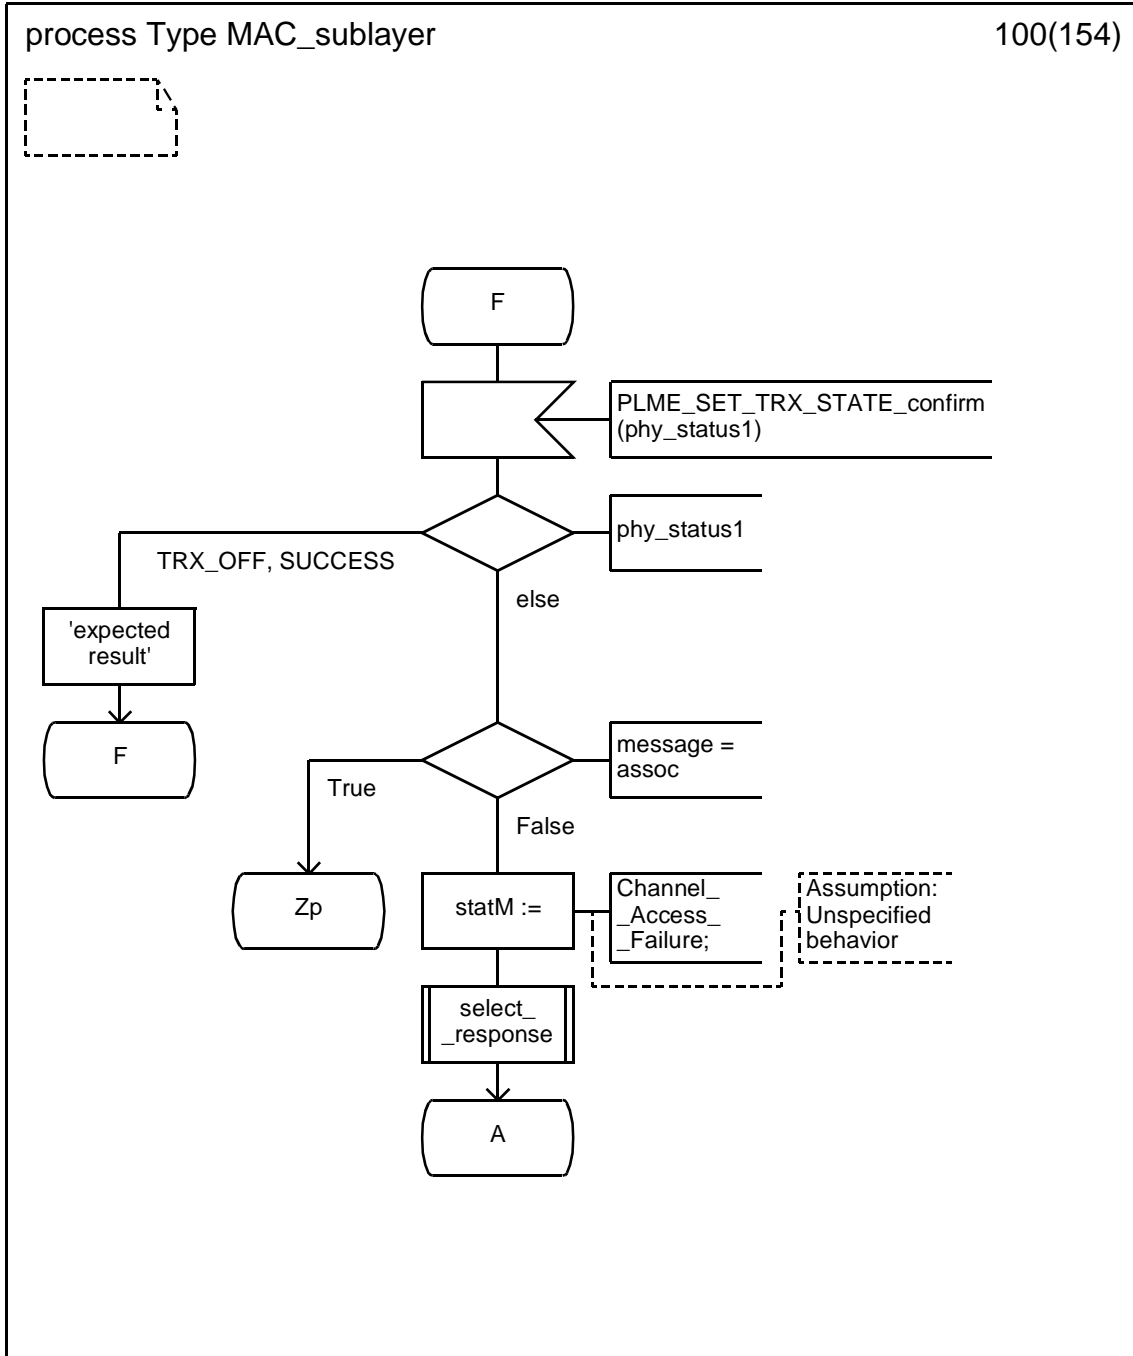 process Type MAC_sublayer
100(154)
F
PLME_SET_TRX_STATE_confirm
(phy_status1)
phy_status1
TRX_OFF, SUCCESS
else
'expected
result'
F
message =
assoc
True
False
Zp
statM :=
Channel_
_Access_
_Failure;
Assumption:
Unspecified
behavior
select_
_response
A